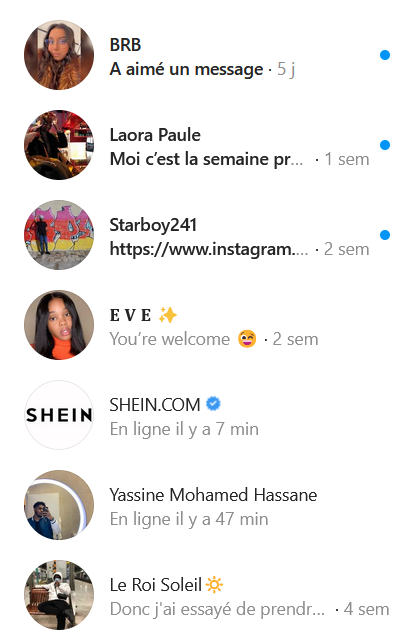 BRB
A aimé un message · 5 j
Laora Paule
Moi c’est la semaine pr... · 1 sem
Starboy241
https://www.instagram.... · 2 sem
E V E ✨
You’re welcome 🤗 · 2 sem
SHEIN
SHEIN.COM
En ligne il y a 7 min
Yassine Mohamed Hassane
En ligne il y a 47 min
Le Roi Soleil🔆
Donc j'ai essayé de prendr... · 4 sem